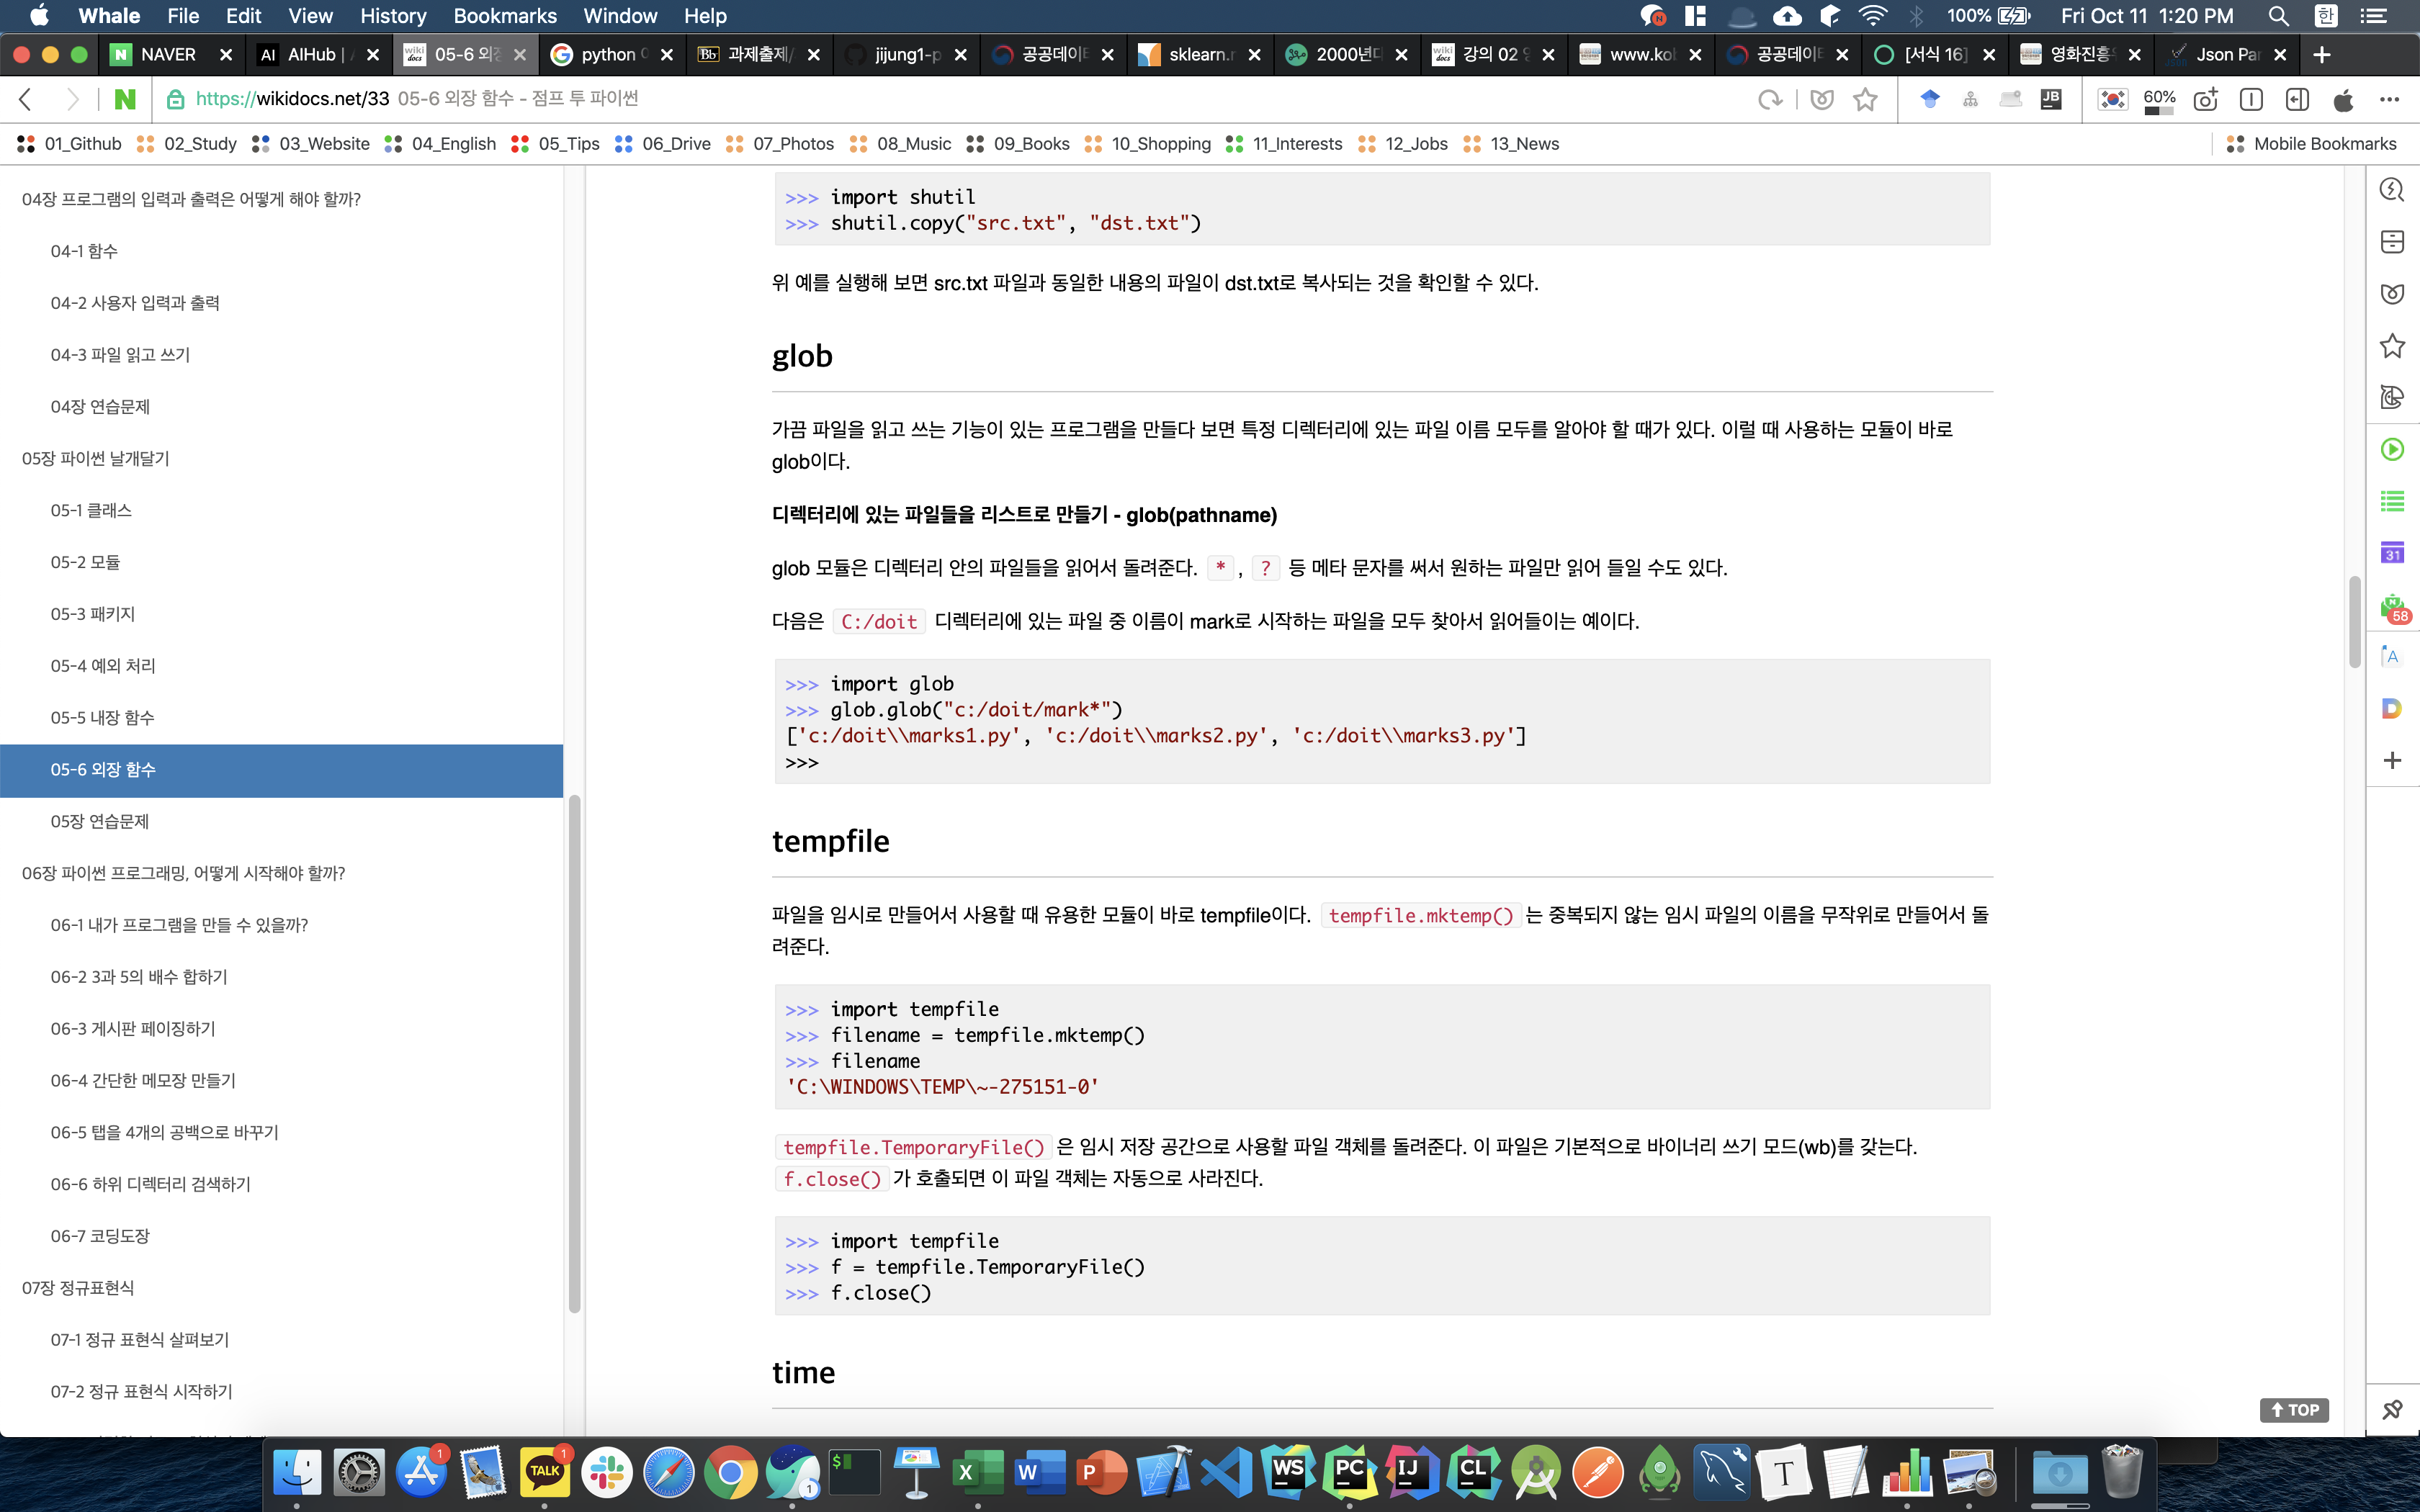 Whale File Edit View History Bookmarks Window Help 100% Fri Oct 11 1:20 PM 한
NAVER AI AIHub | wiki docs 05-6 외 python Bb 과제출제/ jijung1-p 공공데이 sklearn.r 2000년 wiki docs 강의 02 www.ko 공공데이 [서식 16] 영화진흥 Json Par
https://wikidocs.net/33 05-6 외장 함수 - 점프 투 파이썬 JB 60%
01_Github 02_Study 03_Website 04_English 05_Tips 06_Drive 07_Photos 08_Music 09_Books 10_Shopping 11_Interests 12_Jobs 13_News Mobile Bookmarks
04장 프로그램의 입력과 출력은 어떻게 해야 할까?
04-1 함수
04-2 사용자 입력과 출력
04-3 파일 읽고 쓰기
04장 연습문제
05장 파이썬 날개달기
05-1 클래스
05-2 모듈
05-3 패키지
05-4 예외 처리
05-5 내장 함수
05-6 외장 함수
05장 연습문제
06장 파이썬 프로그래밍, 어떻게 시작해야 할까?
06-1 내가 프로그램을 만들 수 있을까?
06-2 3과 5의 배수 합하기
06-3 게시판 페이징하기
06-4 간단한 메모장 만들기
06-5 탭을 4개의 공백으로 바꾸기
06-6 하위 디렉터리 검색하기
06-7 코딩도장
07장 정규표현식
07-1 정규 표현식 살펴보기
07-2 정규 표현식 시작하기
>>> import shutil
>>> shutil.copy("src.txt", "dst.txt")
위 예를 실행해 보면 src.txt 파일과 동일한 내용의 파일이 dst.txt로 복사되는 것을 확인할 수 있다.
glob
가끔 파일을 읽고 쓰는 기능이 있는 프로그램을 만들다 보면 특정 디렉터리에 있는 파일 이름 모두를 알아야 할 때가 있다. 이럴 때 사용하는 모듈이 바로
glob이다.
디렉터리에 있는 파일들을 리스트로 만들기 - glob(pathname)
glob 모듈은 디렉터리 안의 파일들을 읽어서 돌려준다. *, ? 등 메타 문자를 써서 원하는 파일만 읽어 들일 수도 있다.
다음은 C:/doit 디렉터리에 있는 파일 중 이름이 mark로 시작하는 파일을 모두 찾아서 읽어들이는 예이다.
>>> import glob
>>> glob.glob("c:/doit/mark*")
['c:/doit\\marks1.py', 'c:/doit\\marks2.py', 'c:/doit\\marks3.py']
>>>
tempfile
파일을 임시로 만들어서 사용할 때 유용한 모듈이 바로 tempfile이다. tempfile.mktemp() 는 중복되지 않는 임시 파일의 이름을 무작위로 만들어서 돌
려준다.
>>> import tempfile
>>> filename = tempfile.mktemp()
>>> filename
'C:\WINDOWS\TEMP\~-275151-0'
tempfile.TemporaryFile() 은 임시 저장 공간으로 사용할 파일 객체를 돌려준다. 이 파일은 기본적으로 바이너리 쓰기 모드(wb)를 갖는다.
f.close() 가 호출되면 이 파일 객체는 자동으로 사라진다.
>>> import tempfile
>>> f = tempfile.TemporaryFile()
>>> f.close()
time
TOP
31
58
A
D
1 TALK 1 1 $ X W P WS PC IJ CL T